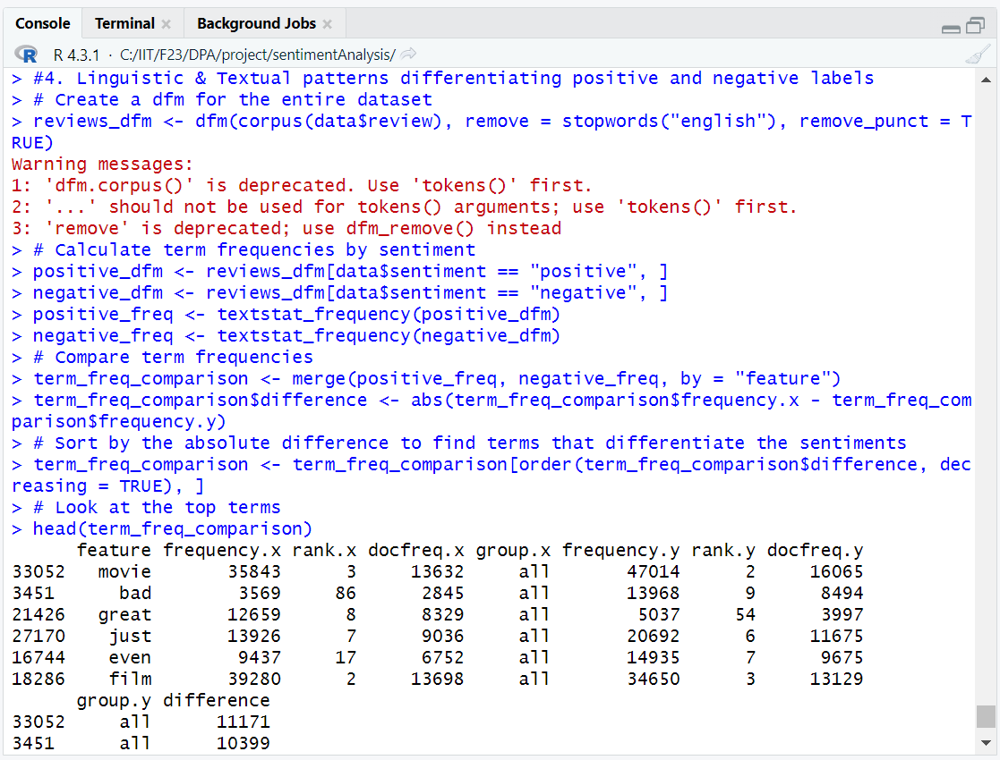 Console Terminal Background Jobs
R 4.3.1 · C:/IIT/F23/DPA/project/sentimentAnalysis/
> #4. Linguistic & Textual patterns differentiating positive and negative labels
> # Create a dfm for the entire dataset
> reviews_dfm <- dfm(corpus(data$review), remove = stopwords("english"), remove_punct = T
RUE)
Warning messages:
1: 'dfm.corpus()' is deprecated. Use 'tokens()' first.
2: '...' should not be used for tokens() arguments; use 'tokens()' first.
3: 'remove' is deprecated; use dfm_remove() instead
> # Calculate term frequencies by sentiment
> positive_dfm <- reviews_dfm[data$sentiment == "positive", ]
> negative_dfm <- reviews_dfm[data$sentiment == "negative", ]
> positive_freq <- textstat_frequency(positive_dfm)
> negative_freq <- textstat_frequency(negative_dfm)
> # Compare term frequencies
> term_freq_comparison <- merge(positive_freq, negative_freq, by = "feature")
> term_freq_comparison$difference <- abs(term_freq_comparison$frequency.x - term_freq_com
parison$frequency.y)
> # Sort by the absolute difference to find terms that differentiate the sentiments
> term_freq_comparison <- term_freq_comparison[order(term_freq_comparison$difference, dec
reasing = TRUE), ]
> # Look at the top terms
> head(term_freq_comparison)
      feature frequency.x rank.x docfreq.x group.x frequency.y rank.y docfreq.y
33052   movie       35843      3     13632     all       47014      2     16065
3451      bad        3569     86      2845     all       13968      9      8494
21426   great       12659      8      8329     all        5037     54      3997
27170    just       13926      7      9036     all       20692      6     11675
16744    even        9437     17      6752     all       14935      7      9675
18286    film       39280      2     13698     all       34650      3     13129
      group.y difference
33052     all      11171
3451      all      10399